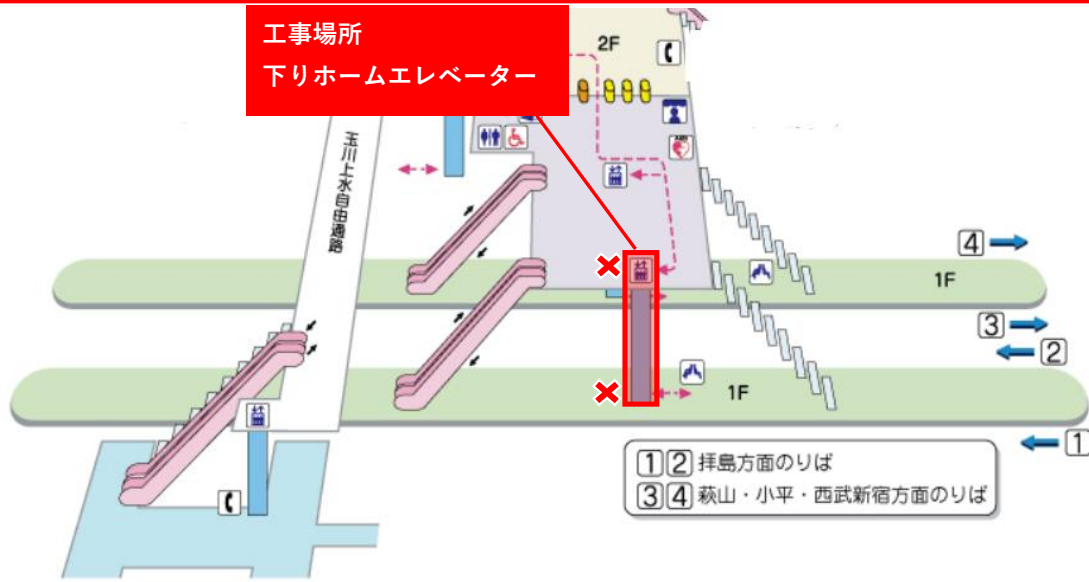 工事場所
下りホームエレベーター
2F
玉川上水自由通路
AED
4
1F
3
2
1F
1
12拝島方面のりば
34萩山・小平・西武新宿方面のりば